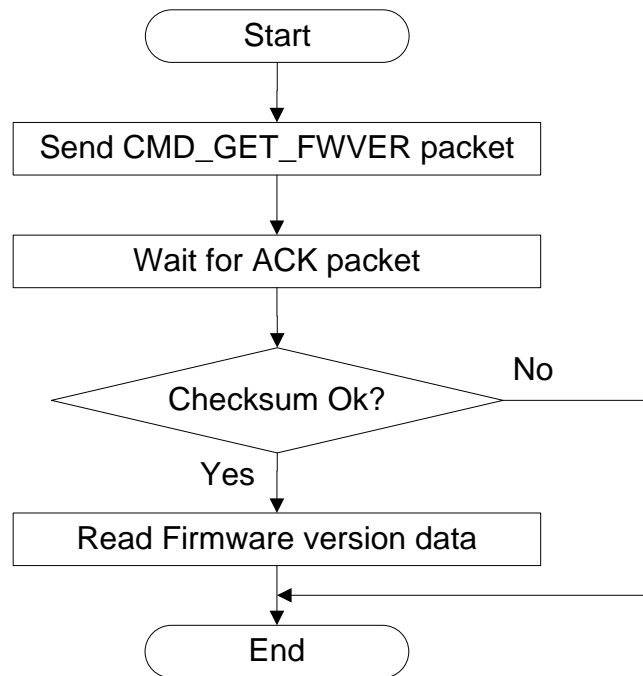 Start
Send CMD_GET_FWVER packet
Wait for ACK packet
Checksum Ok?
No
Yes
Read Firmware version data
End